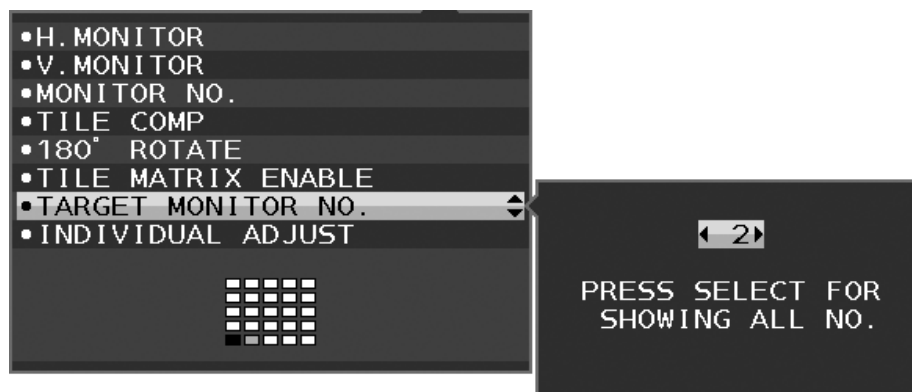 •H.MONITOR
•V.MONITOR
•MONITOR NO.
•TILE COMP
•180° ROTATE
•TILE MATRIX ENABLE
•TARGET MONITOR NO.
•INDIVIDUAL ADJUST
2
PRESS SELECT FOR
SHOWING ALL NO.